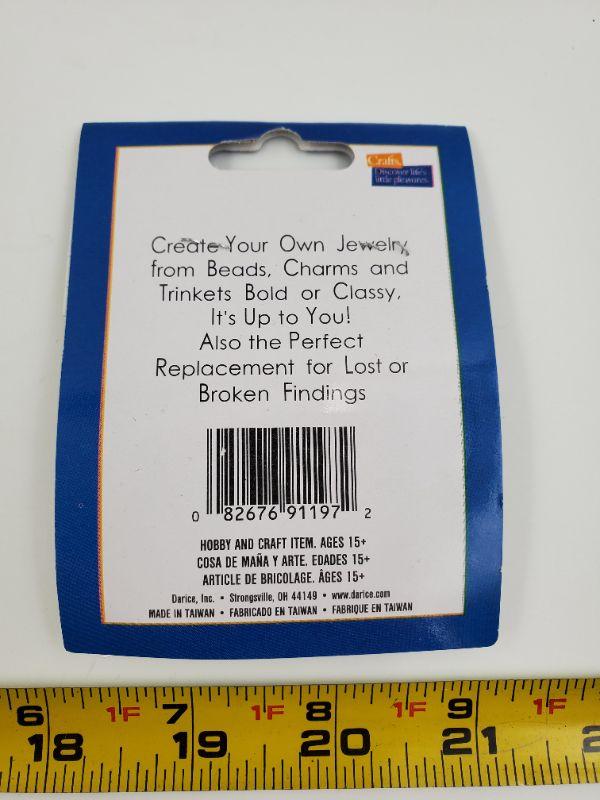 Crafts.
Discover life's
little pleasures.
Create Your Own Jewelry
from Beads, Charms and
Trinkets Bold or Classy,
It's Up to You!
Also the Perfect
Replacement for Lost or
Broken Findings
0 82676 91197 2
HOBBY AND CRAFT ITEM. AGES 15+
COSA DE MAÑA Y ARTE. EDADES 15+
ARTICLE DE BRICOLAGE. ÂGES 15+
Darice, Inc. • Strongsville, OH 44149 • www.darice.com
MADE IN TAIWAN • FABRICADO EN TAIWAN • FABRIQUE EN TAIWAN
6 1F 7 1F 8 1F 9 1F
18 19 20 21 2